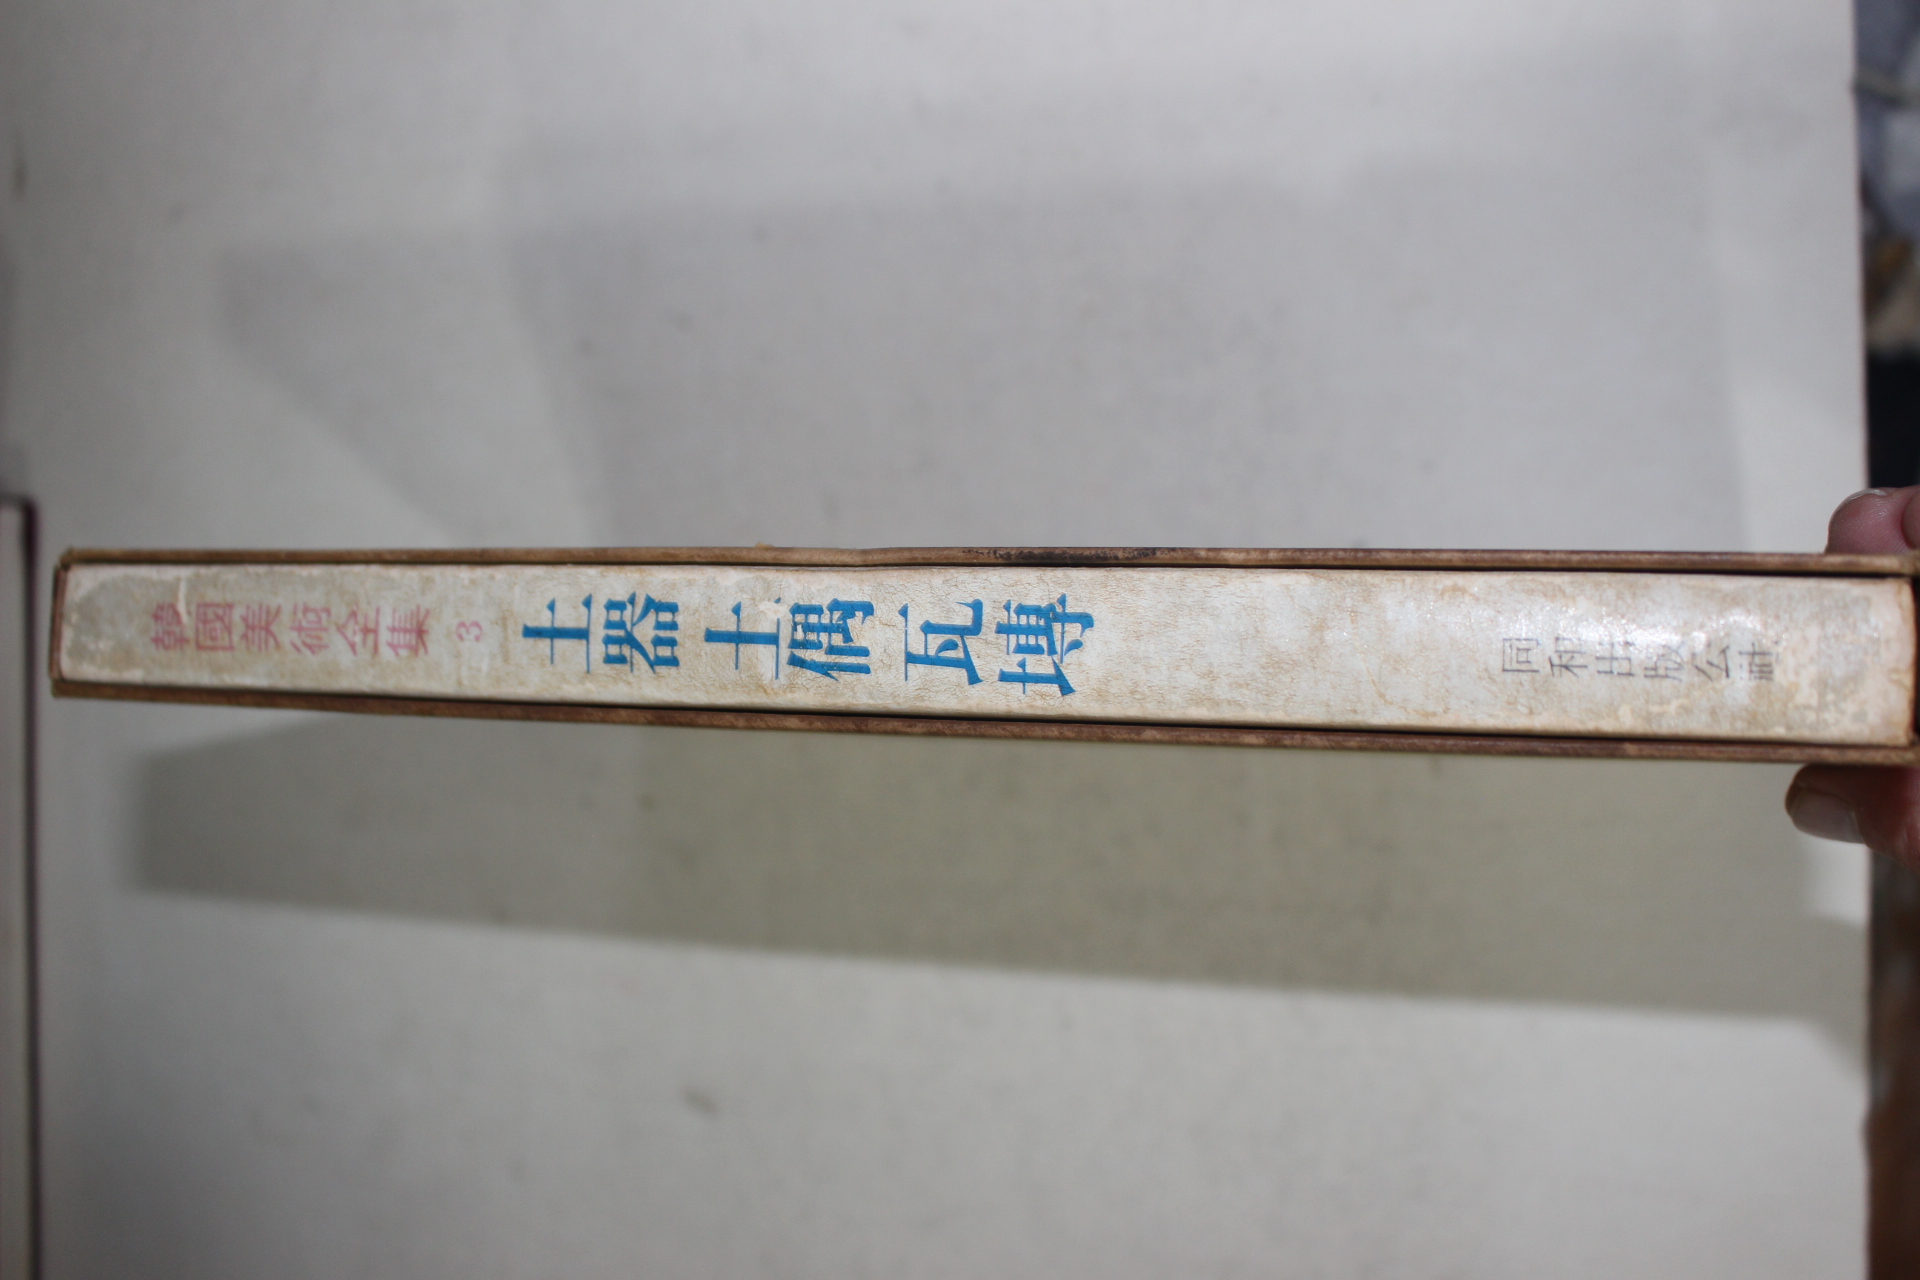 韓國美術全集 3
土器 土偶 瓦塼
同和出版公社